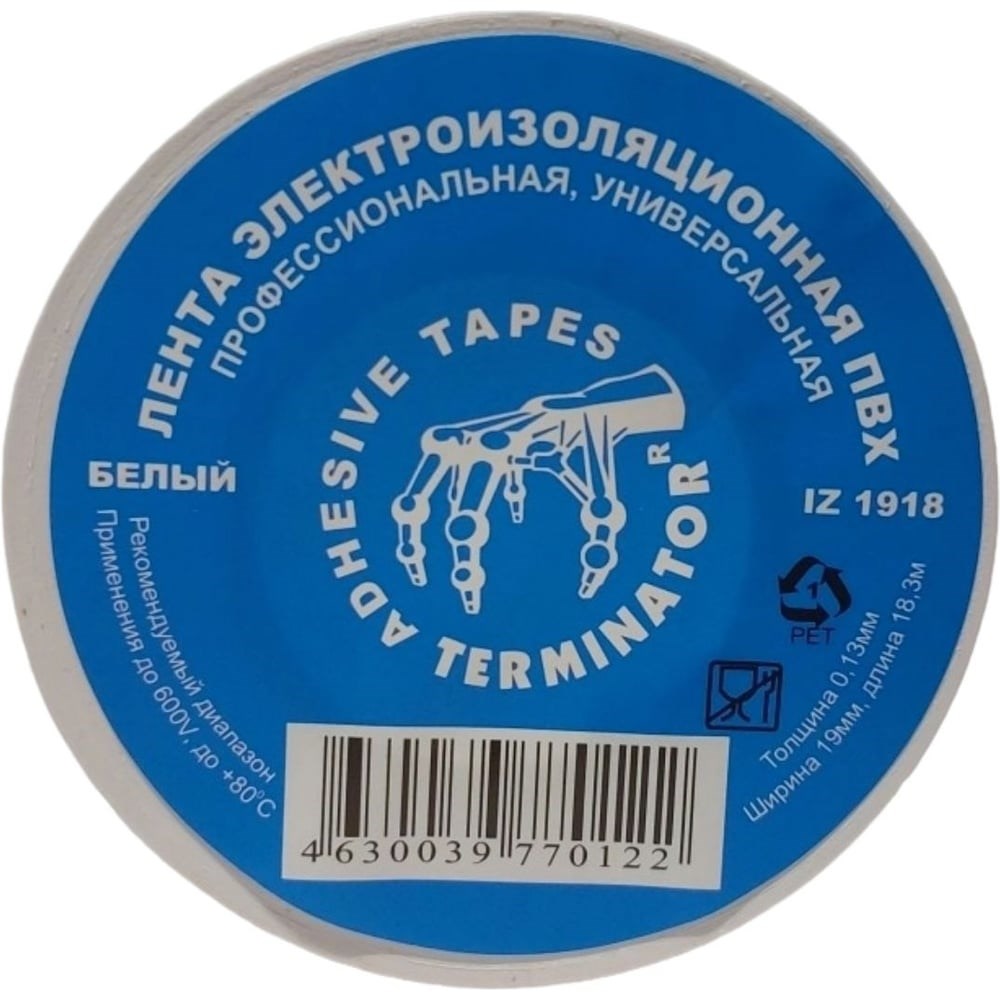 ЛЕНТА ЭЛЕКТРОИЗОЛЯЦИОННАЯ ПВХ
ПРОФЕССИОНАЛЬНАЯ, УНИВЕРСАЛЬНАЯ
ADHESIVE TAPES
TERMINATOR R
БЕЛЫЙ
IZ 1918
Рекомендуемый диапазон
Применения до 600V, до +80°C
1
PET
Толщина 0,13мм
Ширина 19мм, длина 18,3м
4 630039 770122